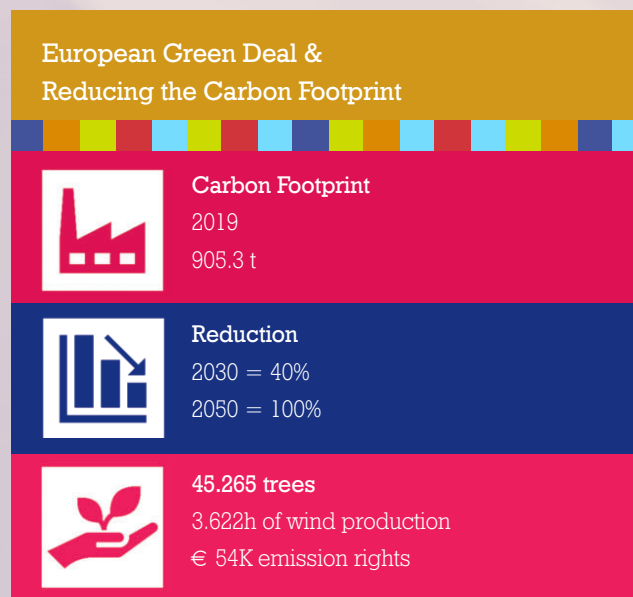 European Green Deal &
Reducing the Carbon Footprint
Carbon Footprint
2019
905.3 t
Reduction
2030 = 40%
2050 = 100%
45.265 trees
3.622h of wind production
€ 54K emission rights